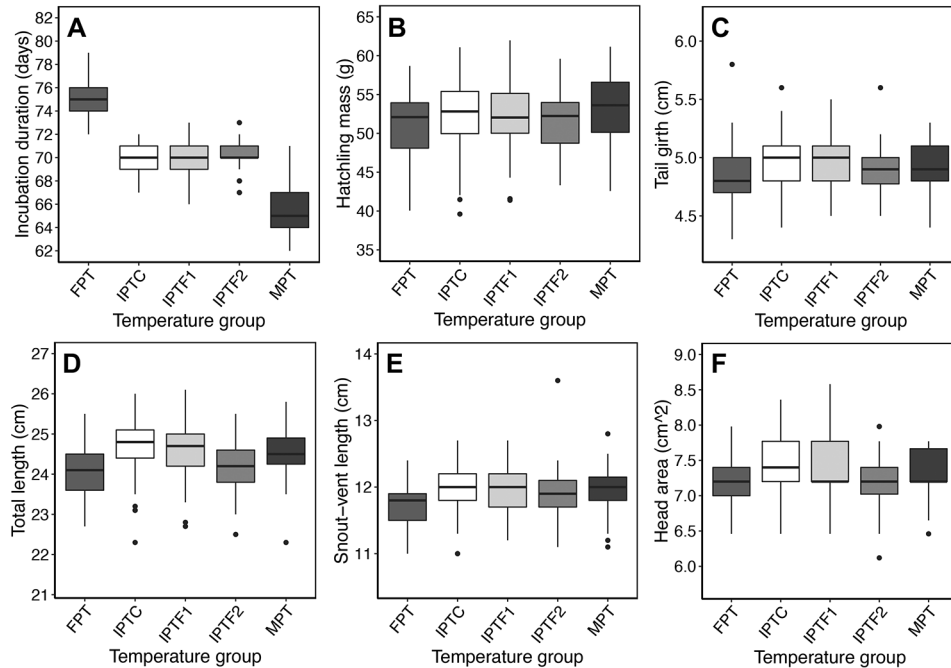 A
Incubation duration (days)
82
80
78
76
74
72
70
68
66
64
62
FPT
IPTC
IPTF1
IPTF2
MPT
Temperature group
B
Hatchling mass (g)
65
60
55
50
45
40
35
FPT
IPTC
IPTF1
IPTF2
MPT
Temperature group
C
Tail girth (cm)
6.0
5.5
5.0
4.5
FPT
IPTC
IPTF1
IPTF2
MPT
Temperature group
D
Total length (cm)
27
26
25
24
23
22
21
FPT
IPTC
IPTF1
IPTF2
MPT
Temperature group
E
Snout-vent length (cm)
14
13
12
11
FPT
IPTC
IPTF1
IPTF2
MPT
Temperature group
F
Head area (cm^2)
9.0
8.5
8.0
7.5
7.0
6.5
6.0
FPT
IPTC
IPTF1
IPTF2
MPT
Temperature group